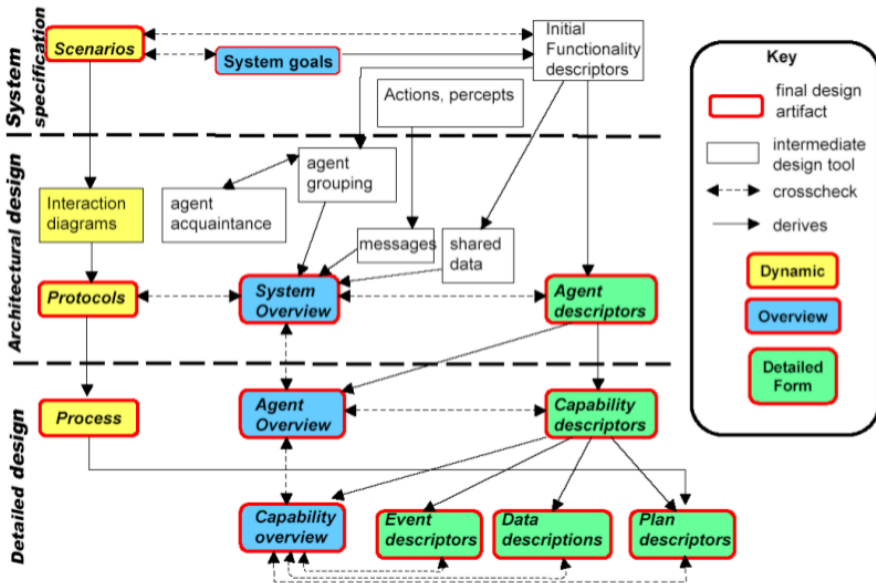 System
specification
Scenarios
System goals
Initial
Functionality
descriptors
Actions, percepts
Architectural design
Interaction
diagrams
agent
acquaintance
agent
grouping
messages
shared
data
Protocols
System
Overview
Agent
descriptors
Detailed design
Process
Agent
Overview
Capability
descriptors
Capability
overview
Event
descriptors
Data
descriptions
Plan
descriptors
Key
final design
artifact
intermediate
design tool
crosscheck
derives
Dynamic
Overview
Detailed
Form